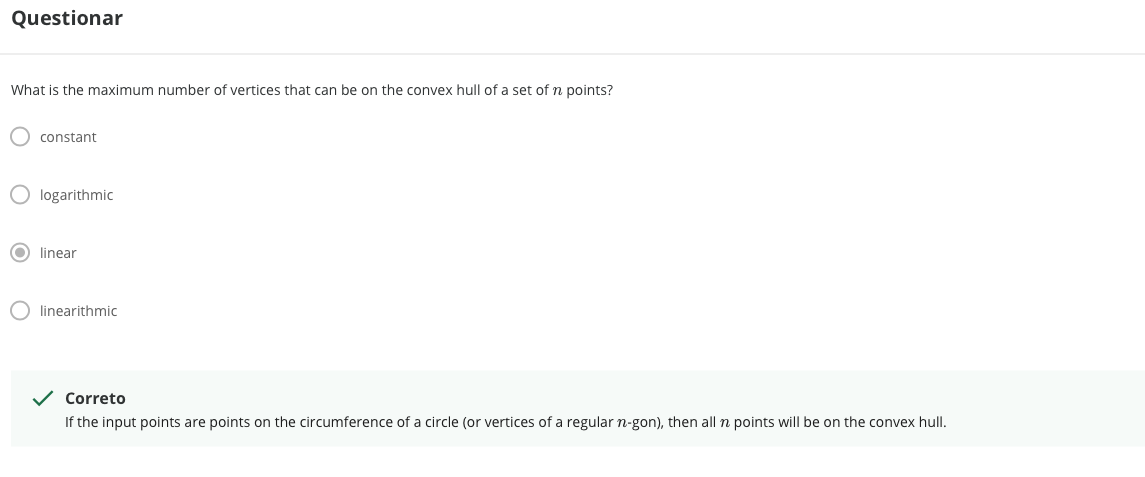 Questionar
What is the maximum number of vertices that can be on the convex hull of a set of n points?
constant
logarithmic
linear
linearithmic
Correto
If the input points are points on the circumference of a circle (or vertices of a regular n-gon), then all n points will be on the convex hull.